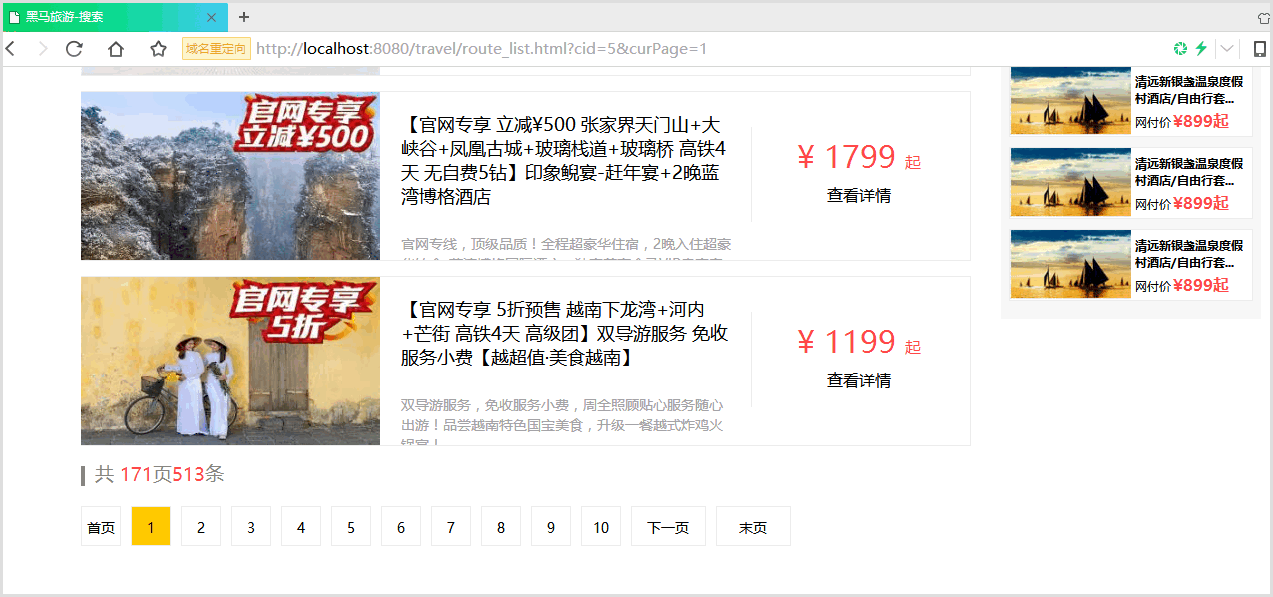 黑马旅游-搜索
域名重定向 http://localhost:8080/travel/route_list.html?cid=5&curPage=1
官网专享
立减¥500
【官网专享 立减¥500 张家界天门山+大
峡谷+凤凰古城+玻璃栈道+玻璃桥 高铁4
天 无自费5钻】印象鲵宴-赶年宴+2晚蓝
湾博格酒店
官网专线，顶级品质！全程超豪华住宿，2晚入住超豪
¥ 1799 起
查看详情
官网专享
5折
【官网专享 5折预售 越南下龙湾+河内
+芒街 高铁4天 高级团】双导游服务 免收
服务小费【越超值·美食越南】
双导游服务，免收服务小费，周全照顾贴心服务随心
出游！品尝越南特色国宝美食，升级一餐越式炸鸡火
¥ 1199 起
查看详情
共 171页513条
首页 1 2 3 4 5 6 7 8 9 10 下一页 末页
清远新银盏温泉度假
村酒店/自由行套...
网付价 ¥899起
清远新银盏温泉度假
村酒店/自由行套...
网付价 ¥899起
清远新银盏温泉度假
村酒店/自由行套...
网付价 ¥899起